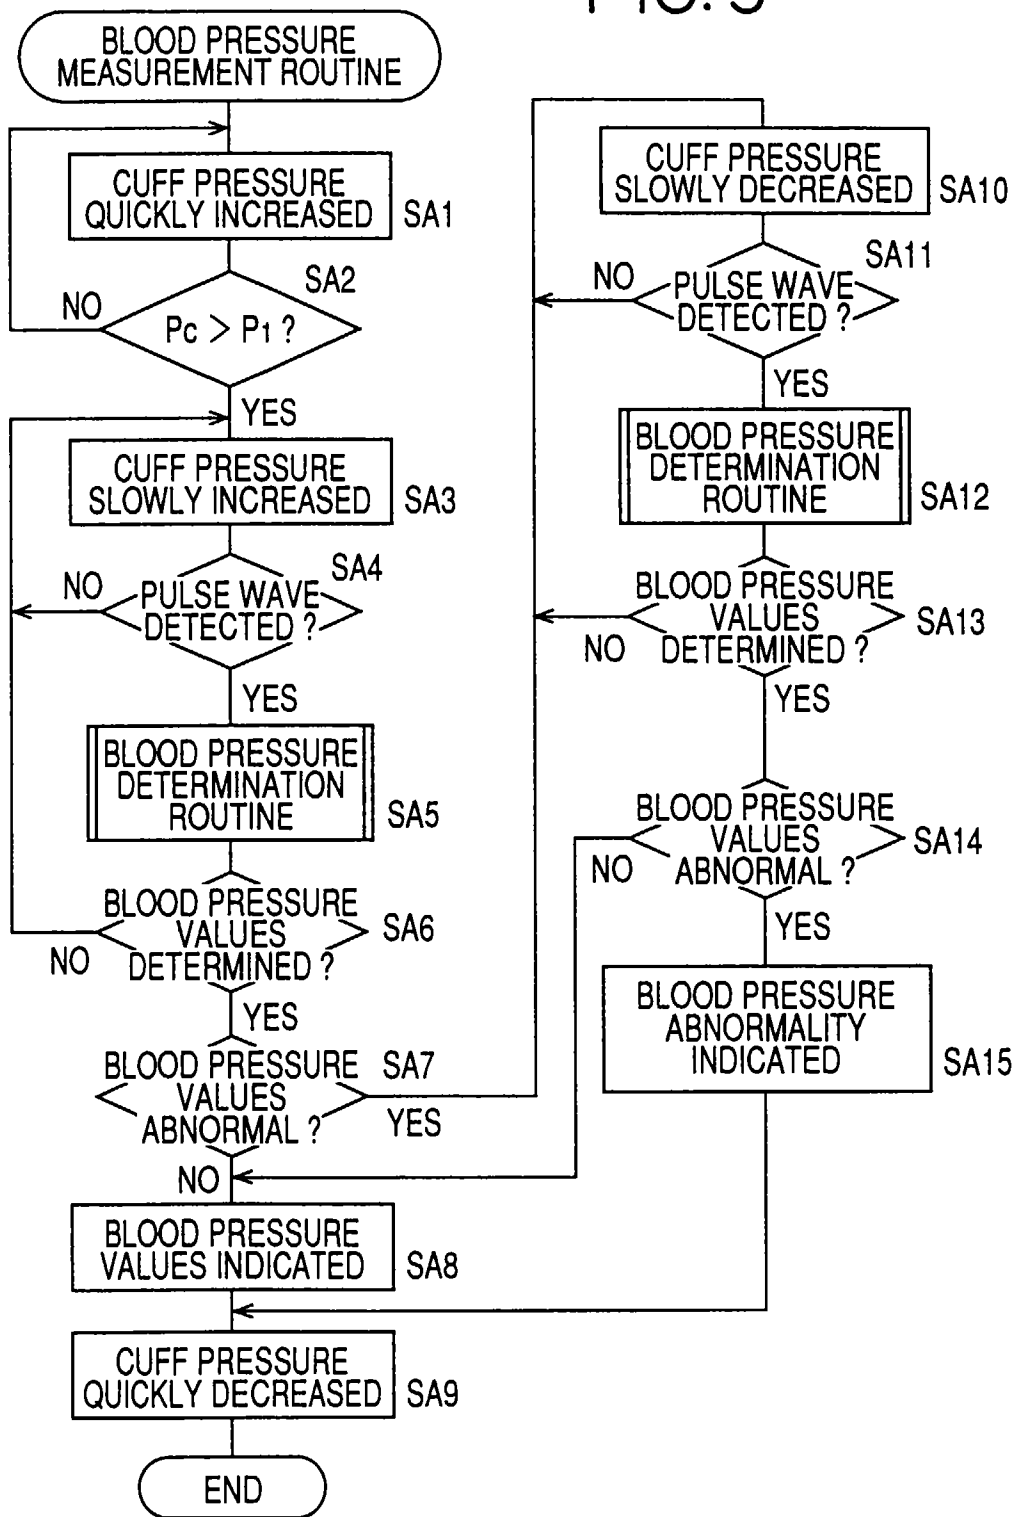 BLOOD PRESSURE
MEASUREMENT ROUTINE
CUFF PRESSURE
QUICKLY INCREASED
SA1
SA2
NO
Pc > P1 ?
YES
CUFF PRESSURE
SLOWLY INCREASED
SA3
SA4
NO
PULSE WAVE
DETECTED ?
YES
BLOOD PRESSURE
DETERMINATION
ROUTINE
SA5
BLOOD PRESSURE
VALUES
DETERMINED ?
SA6
NO
YES
BLOOD PRESSURE
VALUES
ABNORMAL ?
SA7
YES
NO
BLOOD PRESSURE
VALUES INDICATED
SA8
CUFF PRESSURE
QUICKLY DECREASED
SA9
END
CUFF PRESSURE
SLOWLY DECREASED
SA10
SA11
NO
PULSE WAVE
DETECTED ?
YES
BLOOD PRESSURE
DETERMINATION
ROUTINE
SA12
BLOOD PRESSURE
VALUES
DETERMINED ?
SA13
NO
YES
BLOOD PRESSURE
VALUES
ABNORMAL ?
SA14
NO
YES
BLOOD PRESSURE
ABNORMALITY
INDICATED
SA15